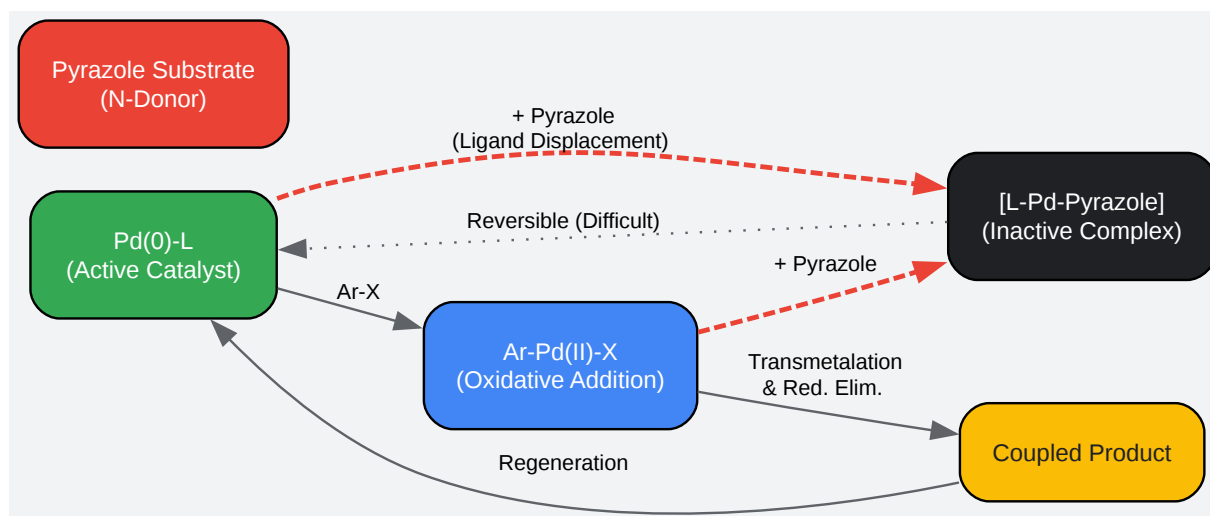 Pyrazole Substrate
(N-Donor)
+ Pyrazole
(Ligand Displacement)
[L-Pd-Pyrazole]
(Inactive Complex)
Reversible (Difficult)
Pd(0)-L
(Active Catalyst)
+ Pyrazole
Ar-X
Ar-Pd(II)-X
(Oxidative Addition)
Transmetalation
& Red. Elim.
Coupled Product
Regeneration